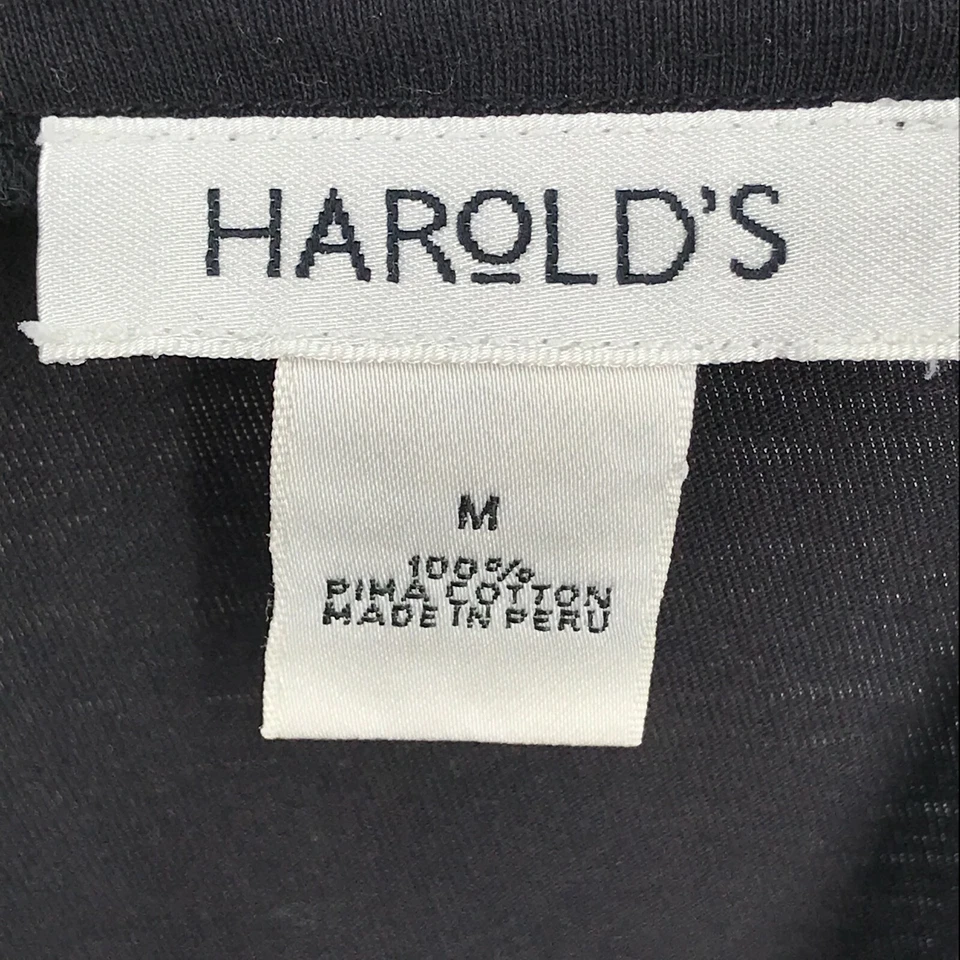 HAROLD'S
M
100%
PIMA COTTON
MADE IN PERU